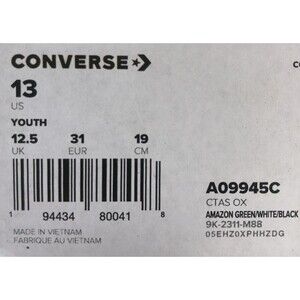 CONVERSE
13
US
YOUTH
12.5 31 19
UK EUR CM
1 94434 80041 8
MADE IN VIETNAM
FABRIQUE AU VIETNAM
A09945C
CTAS OX
AMAZON GREEN/WHITE/BLACK
9K-2311-M88
05EHZ0XPHHZDG